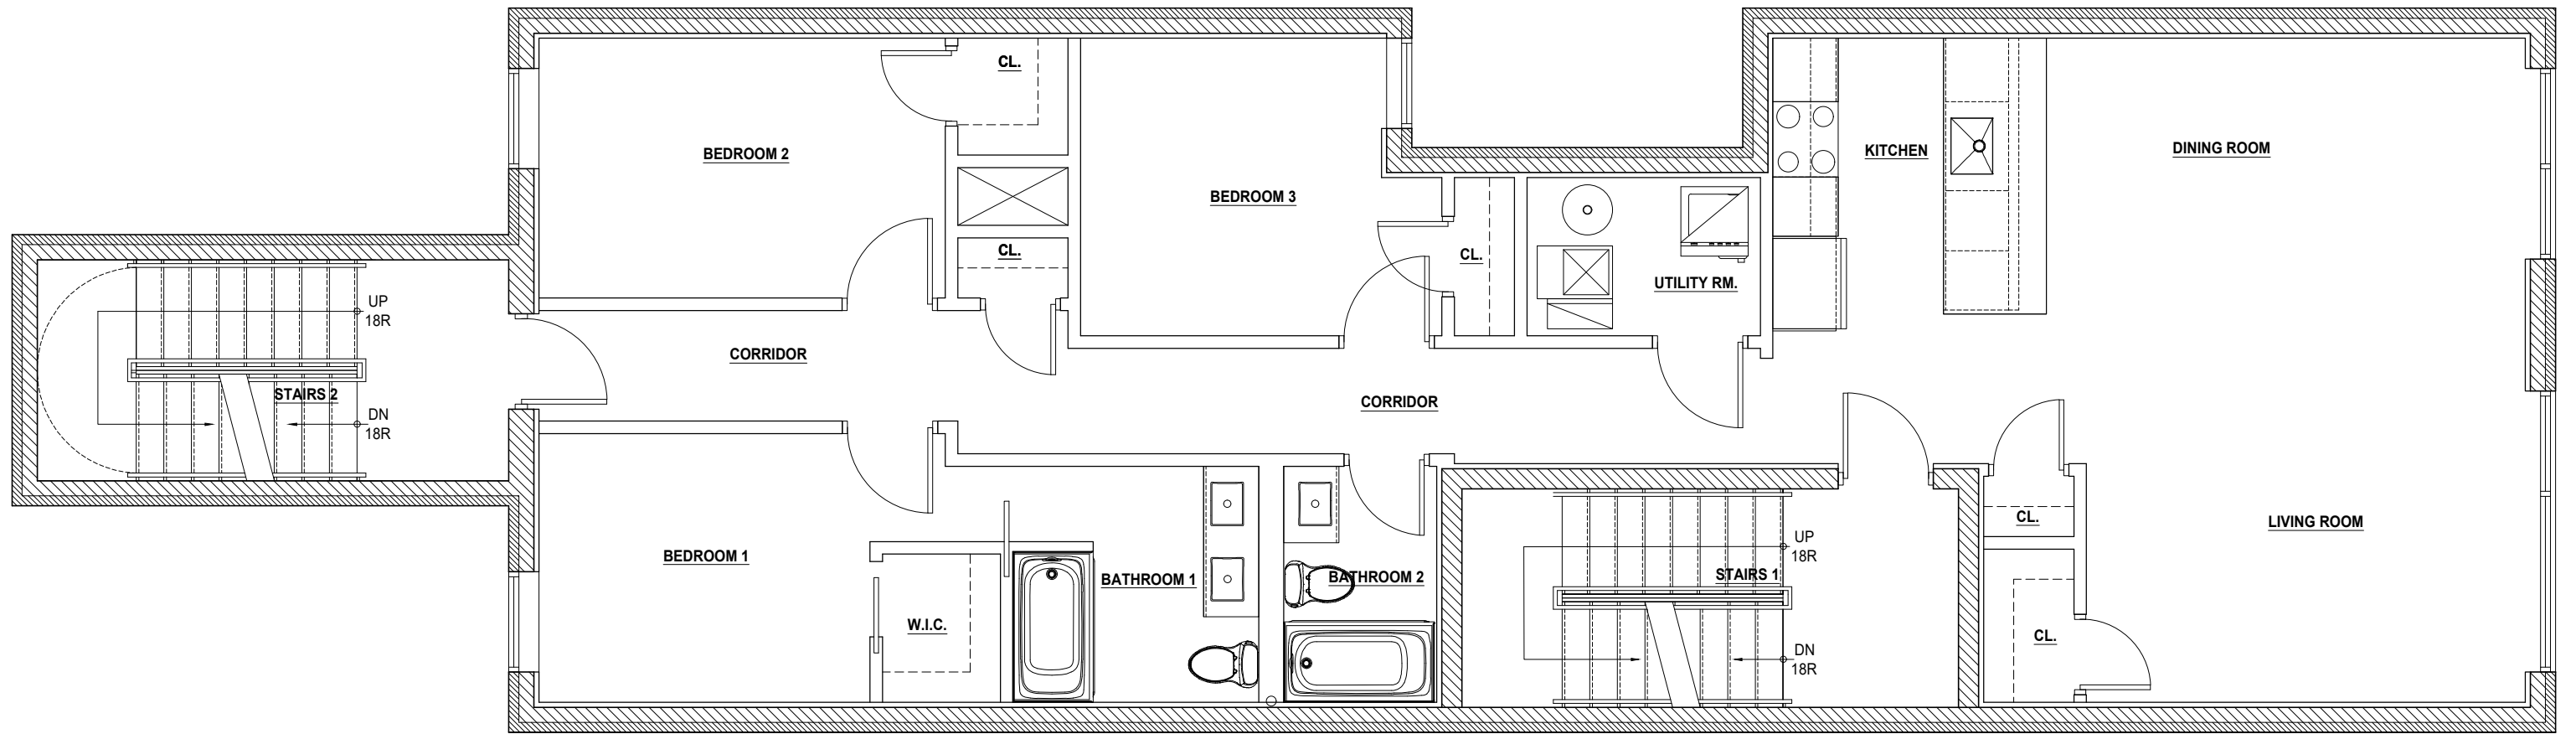 CL.
BEDROOM 2
KITCHEN
DINING ROOM
BEDROOM 3
CL.
CL.
UTILITY RM.
UP
18R
CORRIDOR
STAIRS 2
CORRIDOR
DN
18R
CL.
LIVING ROOM
UP
18R
BEDROOM 1
BATHROOM 1
BATHROOM 2
STAIRS 1
W.I.C.
CL.
DN
18R